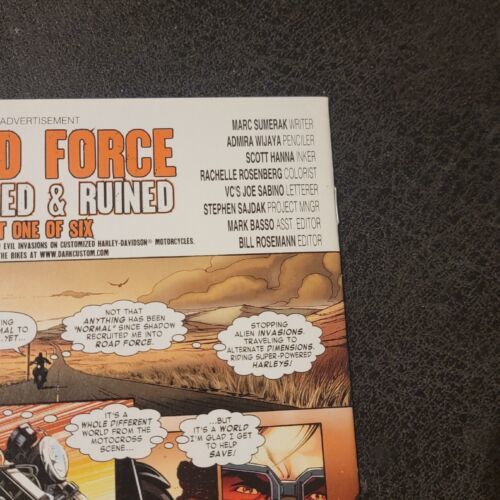 ADVERTISEMENT
D FORCE
ED & RUINED
T ONE OF SIX
EVIL INVASIONS ON CUSTOMIZED HARLEY-DAVIDSON® MOTORCYCLES.
THE BIKES AT WWW.DARKCUSTOM.COM
MARC SUMERAK WRITER
ADMIRA WIJAYA PENCILER
SCOTT HANNA INKER
RACHELLE ROSENBERG COLORIST
VC'S JOE SABINO LETTERER
STEPHEN SAJDAK PROJECT MNGR
MARK BASSO ASST. EDITOR
BILL ROSEMANN EDITOR
ING
MAL TO
..YET...
NOT THAT
ANYTHING HAS BEEN
"NORMAL" SINCE SHADOW
RECRUITED ME INTO
ROAD FORCE.
STOPPING
ALIEN INVASIONS.
TRAVELING TO
ALTERNATE DIMENSIONS.
RIDING SUPER-POWERED
HARLEYS!
IT'S A
WHOLE DIFFERENT
WORLD FROM THE
MOTOCROSS
SCENE...
...BUT
IT'S A WORLD
I'M GLAD I GET
TO HELP
SAVE!